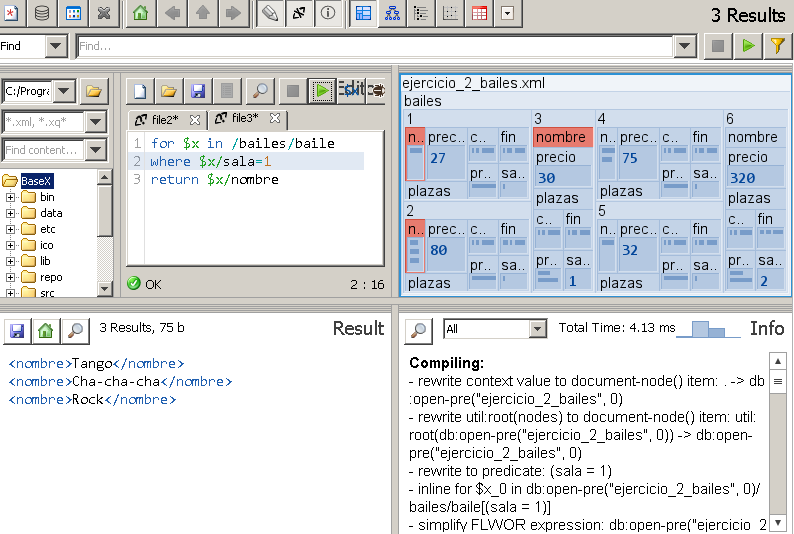 3 Results
Find
Find...
C:/Progra
*.xml, *.xq*
Find content...
BaseX
bin
data
etc
ico
lib
repo
src
file2*
file3*
1 for $x in /bailes/baile
2 where $x/sala=1
3 return $x/nombre
OK
2 : 16
ejercicio_2_bailes.xml
bailes
1 3 4 6
n.. prec... c.. fin nombre n.. prec... c.. fin nombre
27 precio 75 precio
pr.. sa.. 30 pr.. sa.. 320
plazas plazas plazas plazas
2 c.. fin 5 c.. fin
n.. prec... c.. fin n.. prec... c.. fin
80 pr.. sa.. 32 pr.. sa..
pr.. sa.. 1 pr.. sa.. 2
plazas plazas
3 Results, 75 b
Result
<nombre>Tango</nombre>
<nombre>Cha-cha-cha</nombre>
<nombre>Rock</nombre>
All
Total Time: 4.13 ms
Info
Compiling:
- rewrite context value to document-node() item: . -> db
:open-pre("ejercicio_2_bailes", 0)
- rewrite util:root(nodes) to document-node() item: util:
root(db:open-pre("ejercicio_2_bailes", 0)) -> db:open-
pre("ejercicio_2_bailes", 0)
- rewrite to predicate: (sala = 1)
- inline for $x_0 in db:open-pre("ejercicio_2_bailes", 0)/
bailes/baile[(sala = 1)]
- simplify FLWOR expression: db:open-pre("ejercicio_2